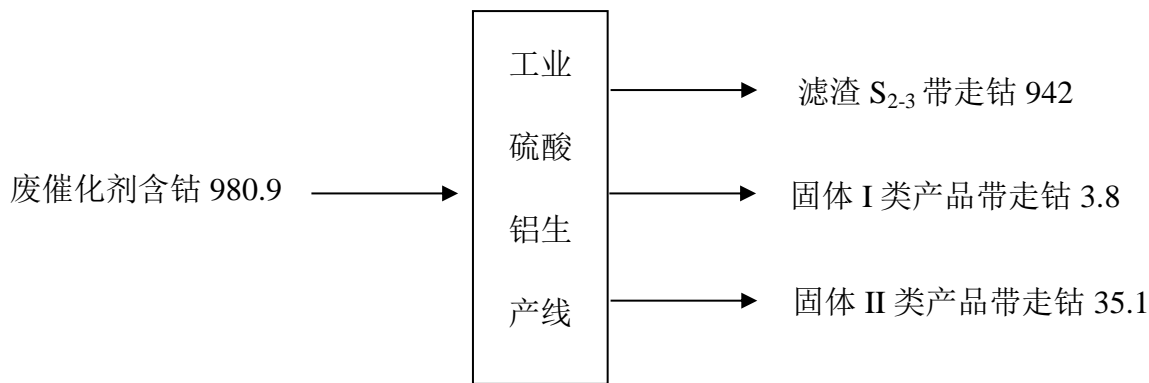 废催化剂含钴 980.9
工业
硫酸
铝生
产线
滤渣 S2-3 带走钴 942
固体 I 类产品带走钴 3.8
固体 II 类产品带走钴 35.1